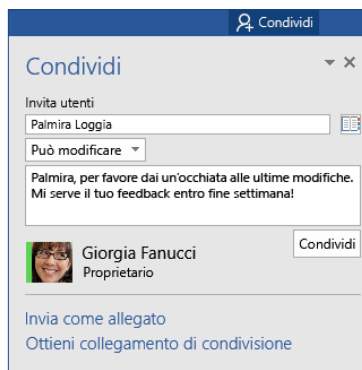 Condividi
Condividi
Invita utenti
Palmira Loggia
Può modificare
Palmira, per favore dai un'occhiata alle ultime modifiche.
Mi serve il tuo feedback entro fine settimana!
Condividi
Giorgia Fanucci
Proprietario
Invia come allegato
Ottieni collegamento di condivisione